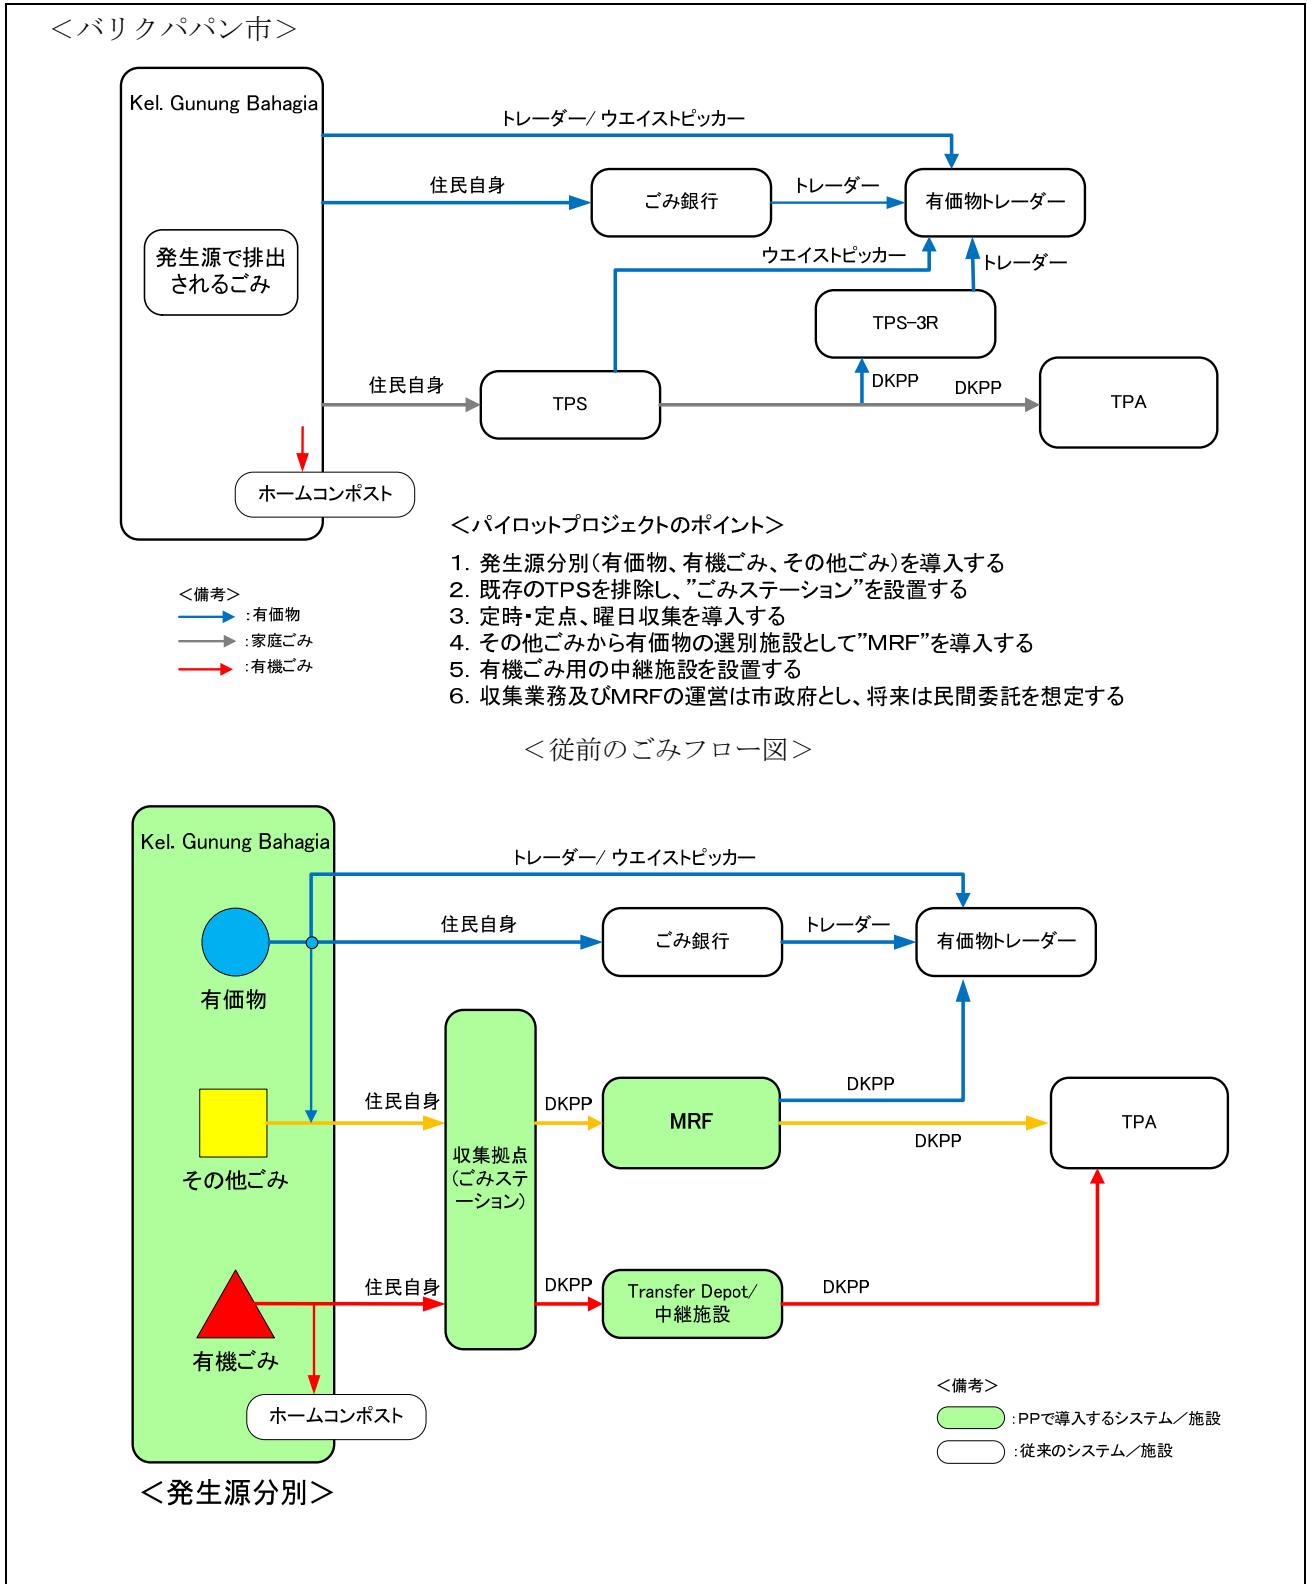 ＜バリクパパン市＞
Kel. Gunung Bahagia
トレーダー/ ウエイストピッカー
住民自身
ごみ銀行
トレーダー
有価物トレーダー
発生源で排出
されるごみ
ウエイストピッカー
トレーダー
TPS-3R
住民自身
TPS
DKPP
DKPP
TPA
ホームコンポスト
＜パイロットプロジェクトのポイント＞
1. 発生源分別（有価物、有機ごみ、その他ごみ）を導入する
2. 既存のTPSを排除し、”ごみステーション”を設置する
3. 定時・定点、曜日収集を導入する
4. その他ごみから有価物の選別施設として”MRF”を導入する
5. 有機ごみ用の中継施設を設置する
6. 収集業務及びMRFの運営は市政府とし、将来は民間委託を想定する
＜備考＞
：有価物
：家庭ごみ
：有機ごみ
＜従前のごみフロー図＞
Kel. Gunung Bahagia
トレーダー/ ウエイストピッカー
住民自身
ごみ銀行
トレーダー
有価物トレーダー
有価物
住民自身
収集拠点
(ごみステ
ーション)
DKPP
MRF
DKPP
DKPP
TPA
その他ごみ
住民自身
DKPP
Transfer Depot/
中継施設
DKPP
有機ごみ
ホームコンポスト
＜備考＞
：PPで導入するシステム／施設
：従来のシステム／施設
＜発生源分別＞